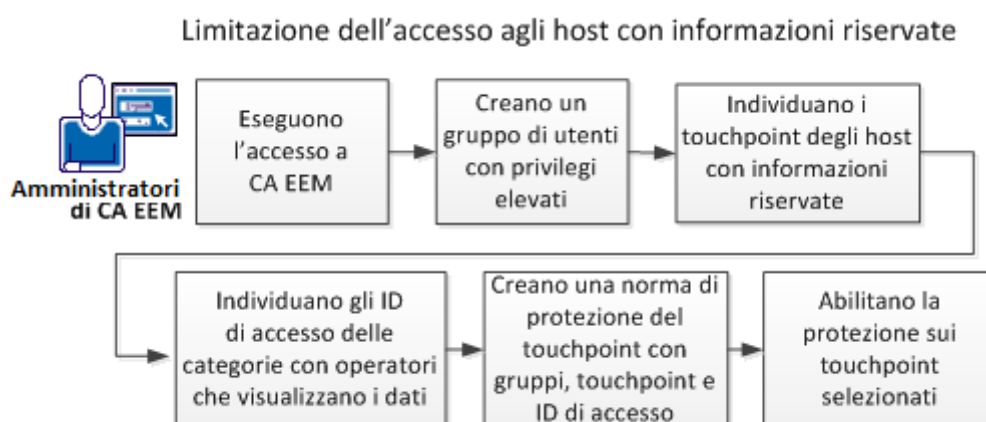 Limitazione dell'accesso agli host con informazioni riservate
Amministratori
di CA EEM
Eseguono
l'accesso a
CA EEM
Creano un
gruppo di utenti
con privilegi
elevati
Individuano i
touchpoint degli host
con informazioni
riservate
Individuano gli ID
di accesso delle
categorie con operatori
che visualizzano i dati
Creano una norma di
protezione del
touchpoint con
gruppi, touchpoint e
ID di accesso
Abilitano la
protezione sui
touchpoint
selezionati